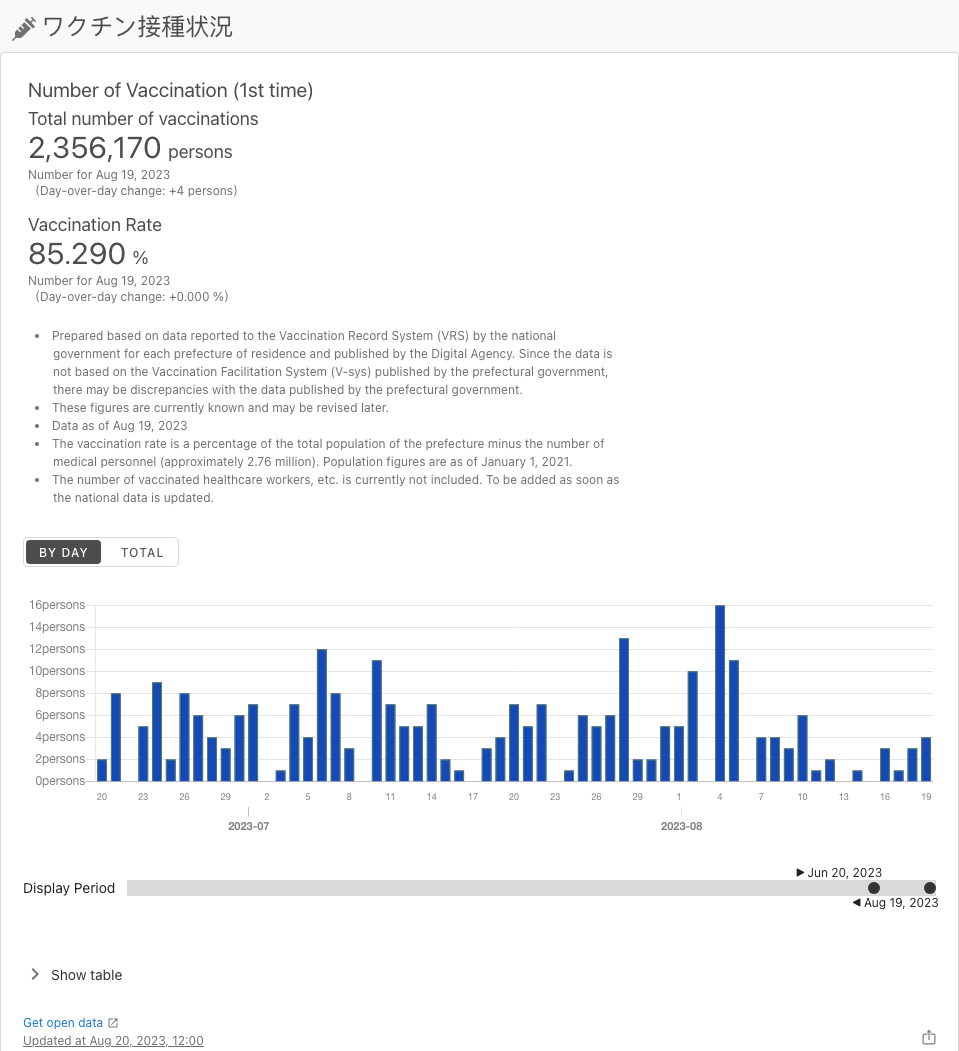 ワクチン接種状況
Number of Vaccination (1st time)
Total number of vaccinations
2,356,170 persons
Number for Aug 19, 2023
(Day-over-day change: +4 persons)
Vaccination Rate
85.290 %
Number for Aug 19, 2023
(Day-over-day change: +0.000 %)
• Prepared based on data reported to the Vaccination Record System (VRS) by the national
government for each prefecture of residence and published by the Digital Agency. Since the data is
not based on the Vaccination Facilitation System (V-sys) published by the prefectural government,
there may be discrepancies with the data published by the prefectural government.
• These figures are currently known and may be revised later.
• Data as of Aug 19, 2023
• The vaccination rate is a percentage of the total population of the prefecture minus the number of
medical personnel (approximately 2.76 million). Population figures are as of January 1, 2021.
• The number of vaccinated healthcare workers, etc. is currently not included. To be added as soon as
the national data is updated.
BY DAY TOTAL
16persons
14persons
12persons
10persons
8persons
6persons
4persons
2persons
0persons
20 23 26 29 2 5 8 11 14 17 20 23 26 29 1 4 7 10 13 16 19
2023-07 2023-08
Jun 20, 2023
Display Period
Aug 19, 2023
Show table
Get open data
Updated at Aug 20, 2023, 12:00